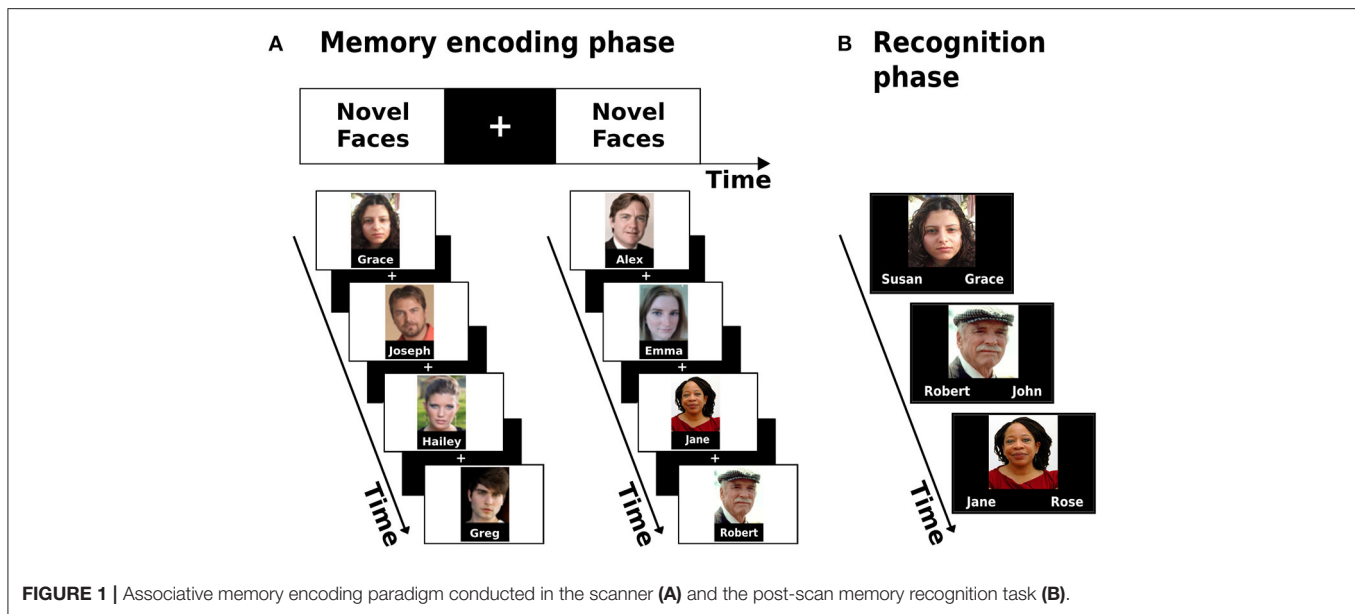 A Memory encoding phase
Novel
Faces
+
Novel
Faces
Time
Grace
+
Joseph
+
Hailey
+
Greg
Time
Alex
+
Emma
+
Jane
+
Robert
Time
B Recognition
phase
Susan Grace
Robert John
Jane Rose
Time
FIGURE 1 | Associative memory encoding paradigm conducted in the scanner (A) and the post-scan memory recognition task (B).